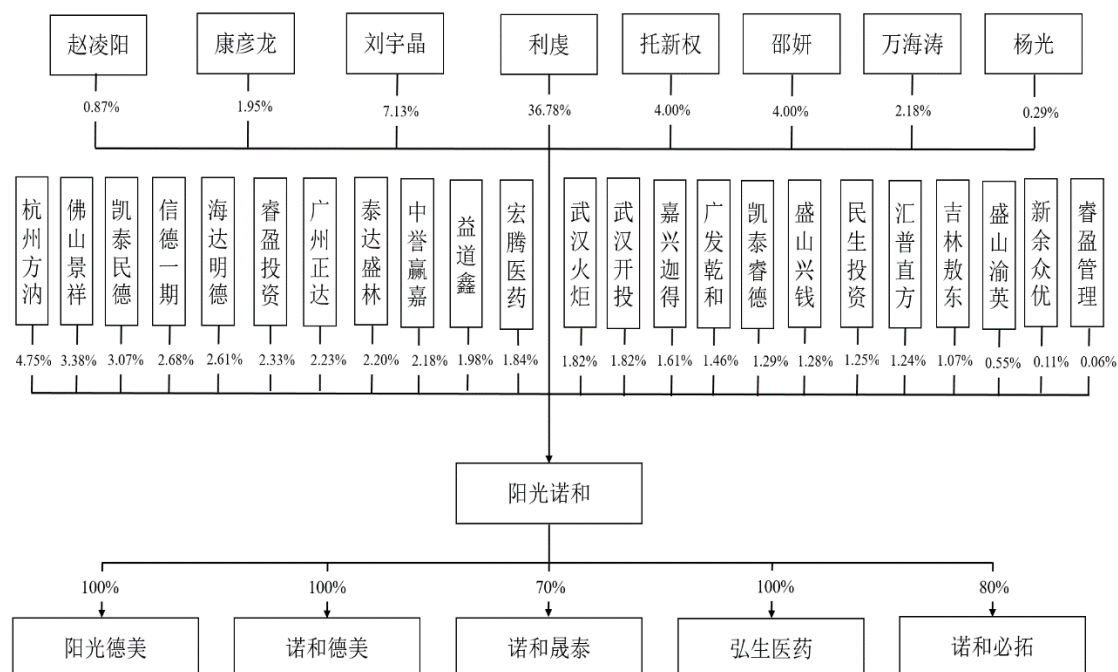 赵凌阳
康彦龙
刘宇晶
利虔
托新权
邵妍
万海涛
杨光
0.87%
1.95%
7.13%
36.78%
4.00%
4.00%
2.18%
0.29%
杭州方汭
佛山景祥
凯泰民德
信德一期
海达明德
睿盈投资
广州正达
泰达盛林
中誉赢嘉
益道鑫
宏腾医药
武汉火炬
武汉开投
嘉兴迦得
广发乾和
凯泰睿德
盛山兴钱
民生投资
汇普直方
吉林敖东
盛山渝英
新余众优
睿盈管理
4.75%
3.38%
3.07%
2.68%
2.61%
2.33%
2.23%
2.20%
2.18%
1.98%
1.84%
1.82%
1.82%
1.61%
1.46%
1.29%
1.28%
1.25%
1.24%
1.07%
0.55%
0.11%
0.06%
阳光诺和
100%
100%
70%
100%
80%
阳光德美
诺和德美
诺和晟泰
弘生医药
诺和必拓